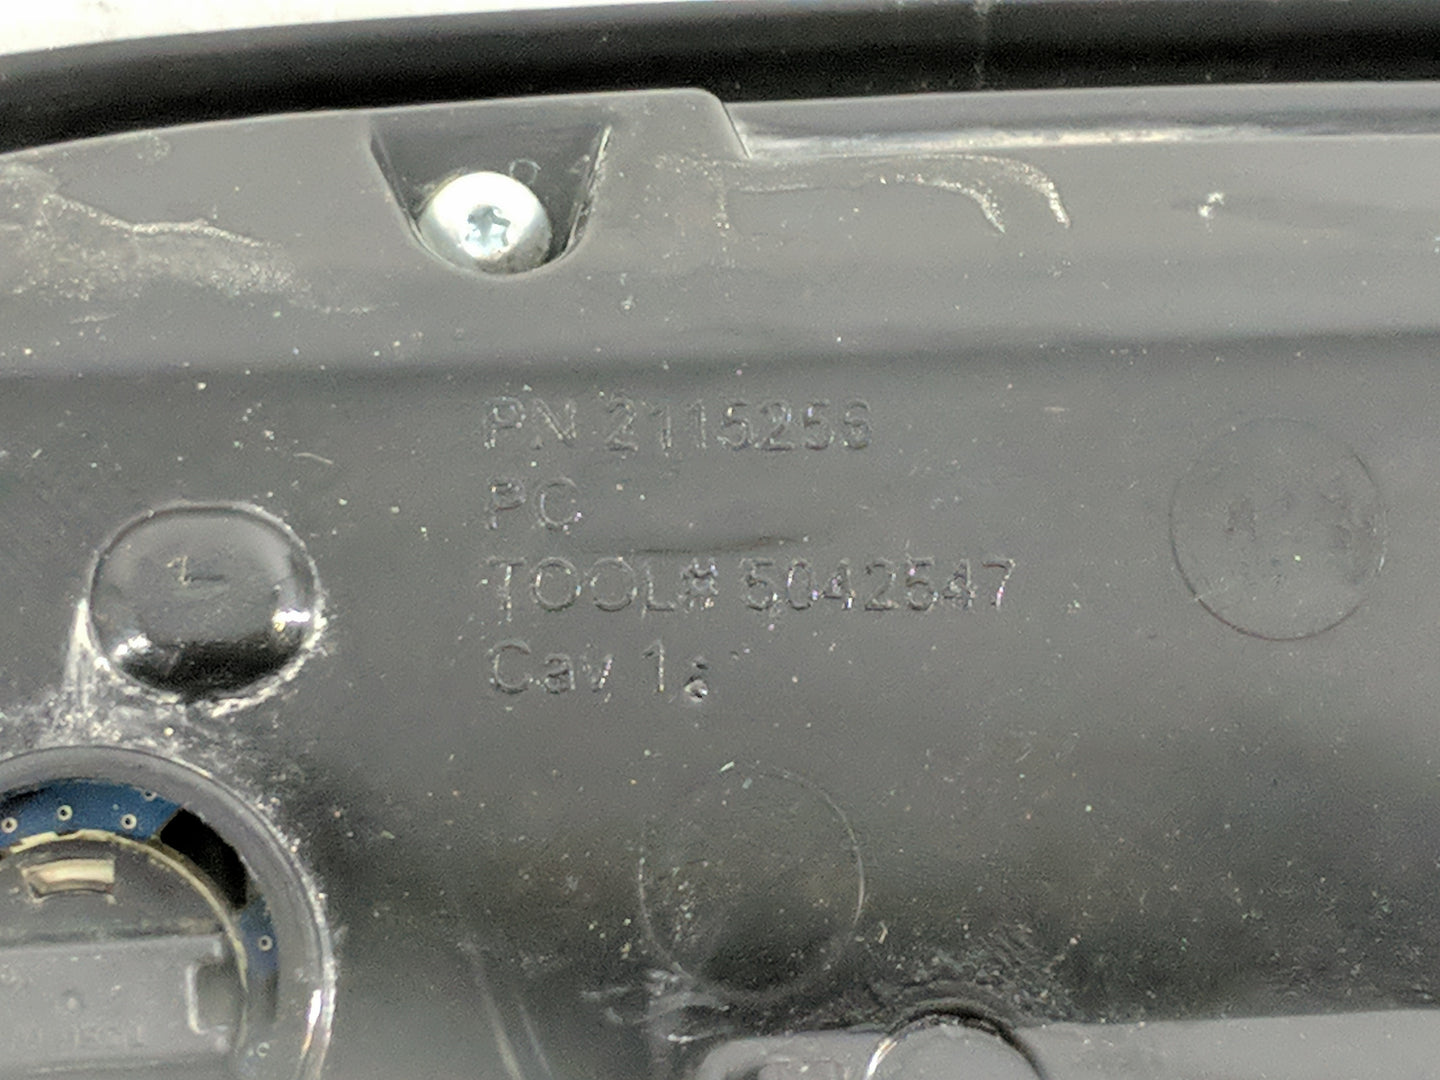 PN 2115256
PC
TOOL# 5042547
Cav 1